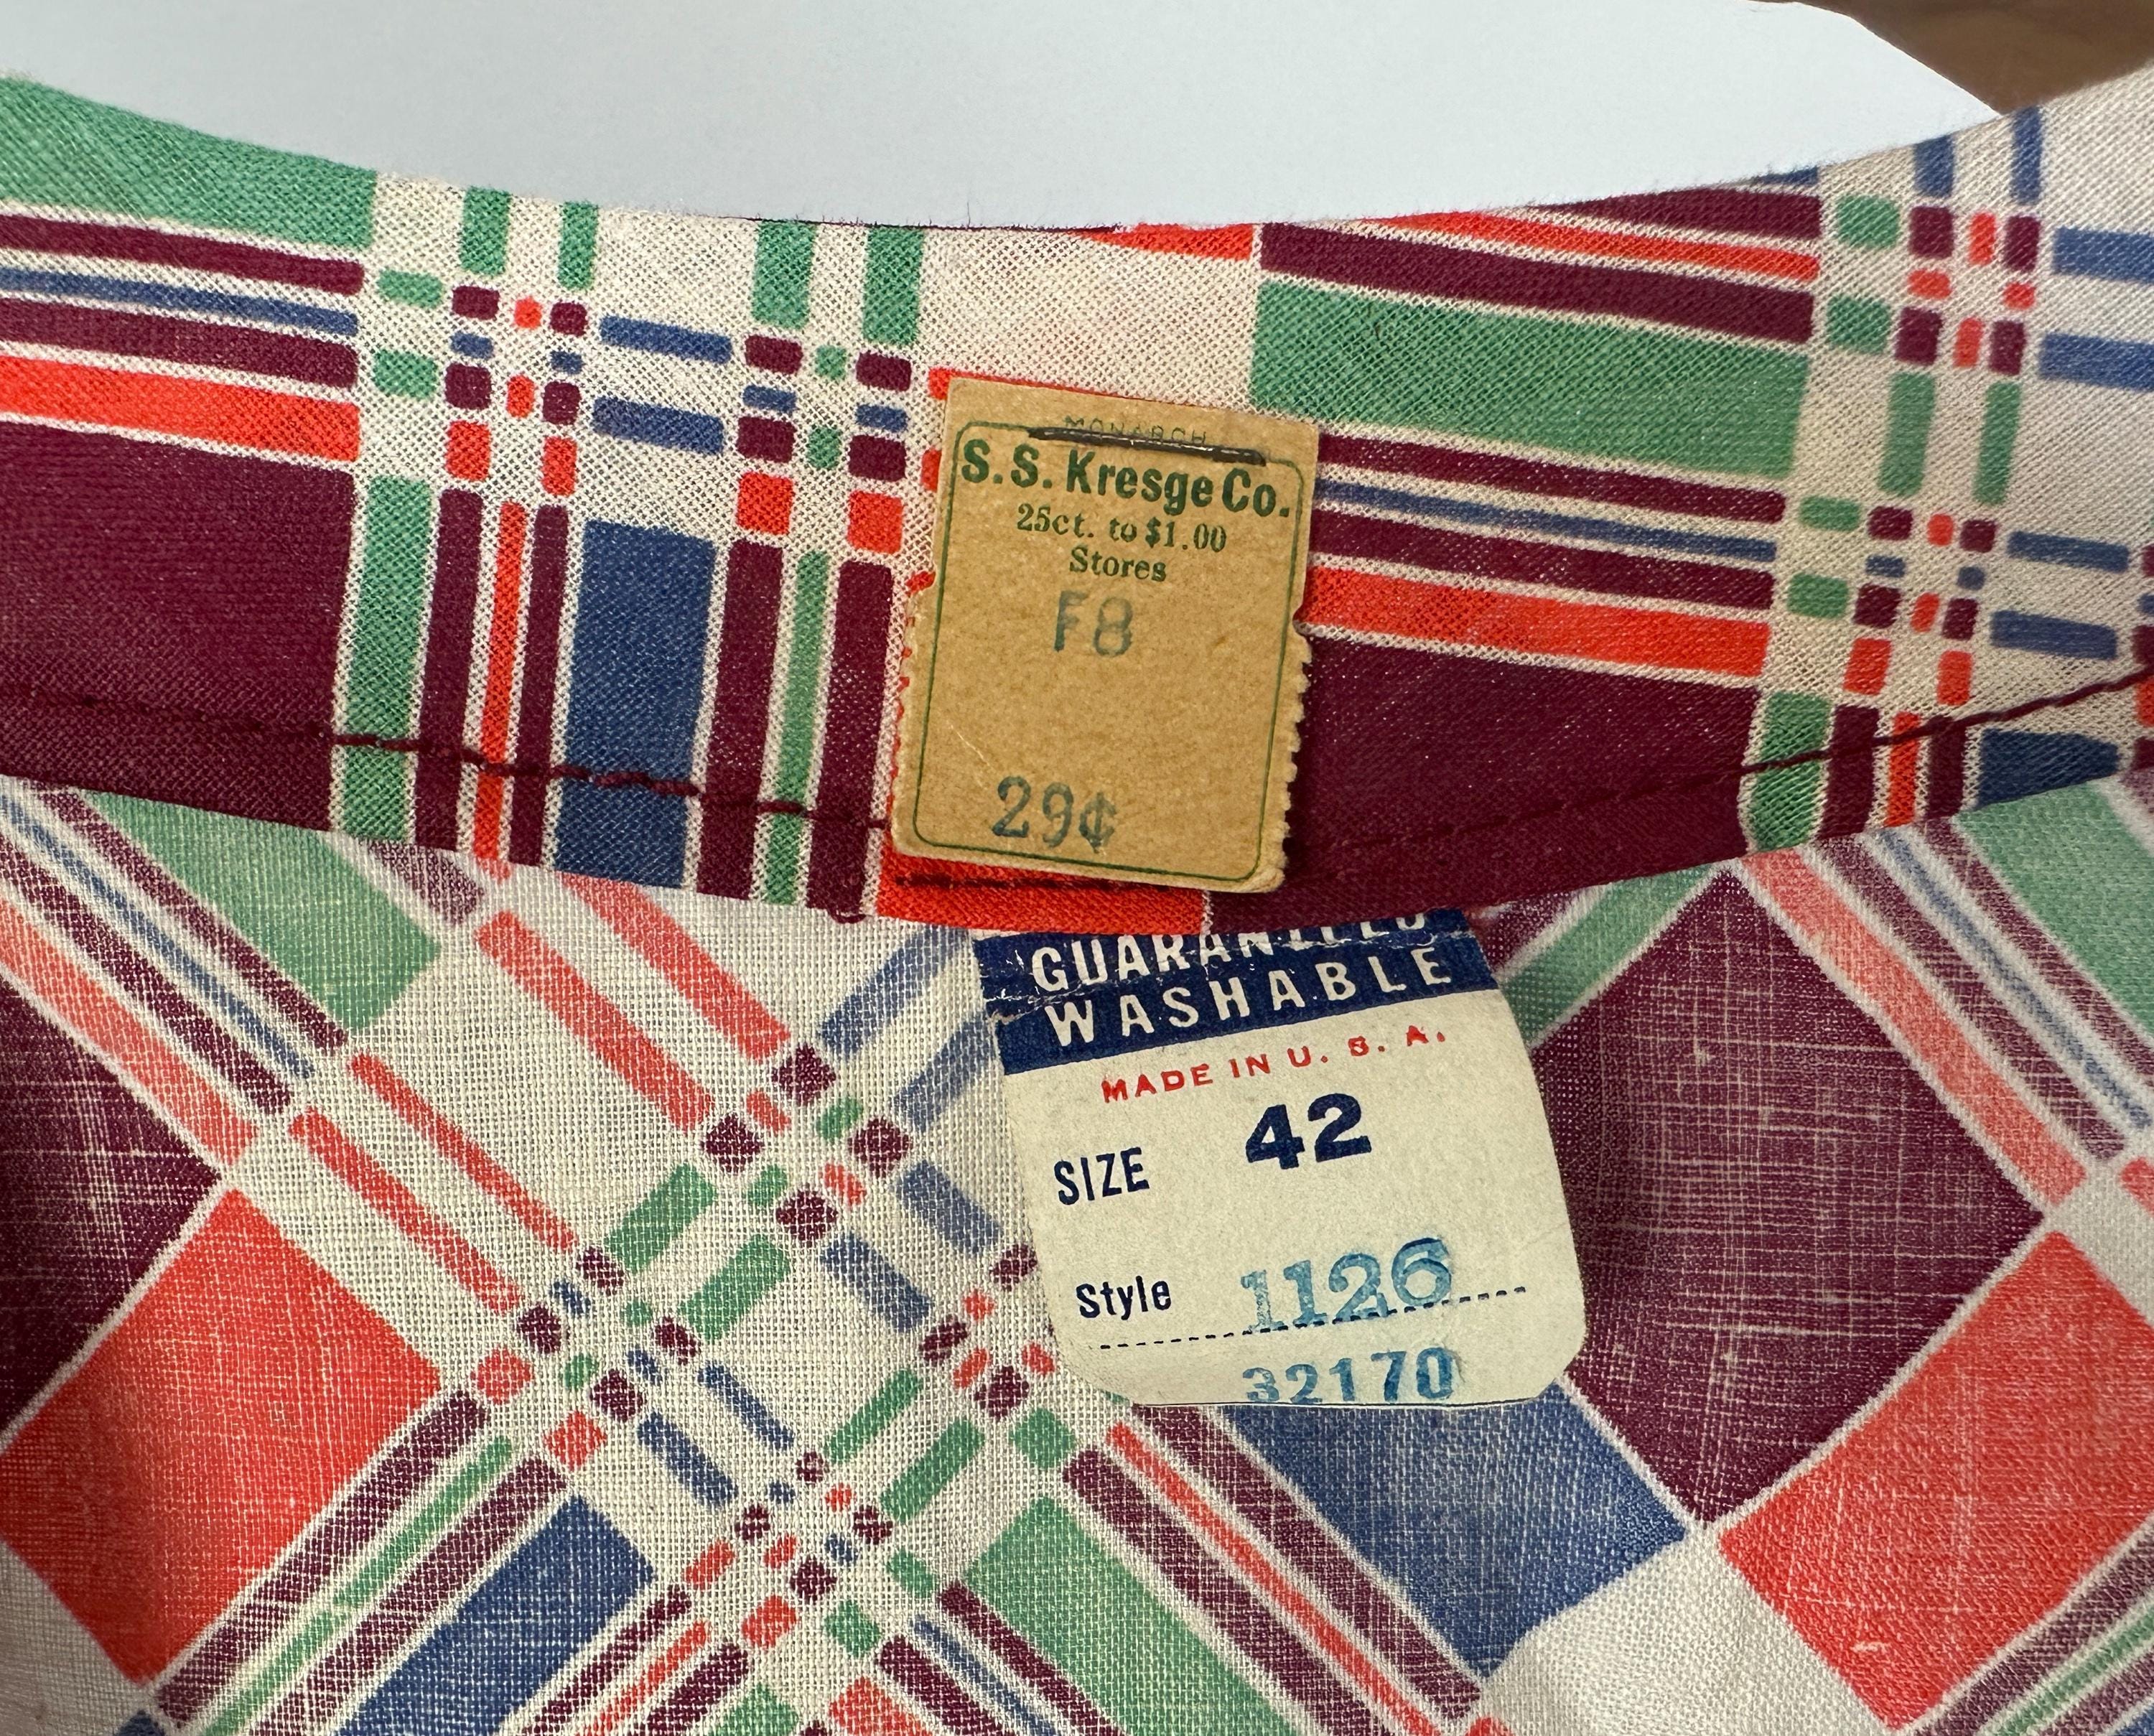 MONARCH
S.S. Kresge Co.
25ct. to $1.00
Stores
F8
29¢
GUARANTEED
WASHABLE
MADE IN U. S. A.
SIZE 42
Style 1126
32170